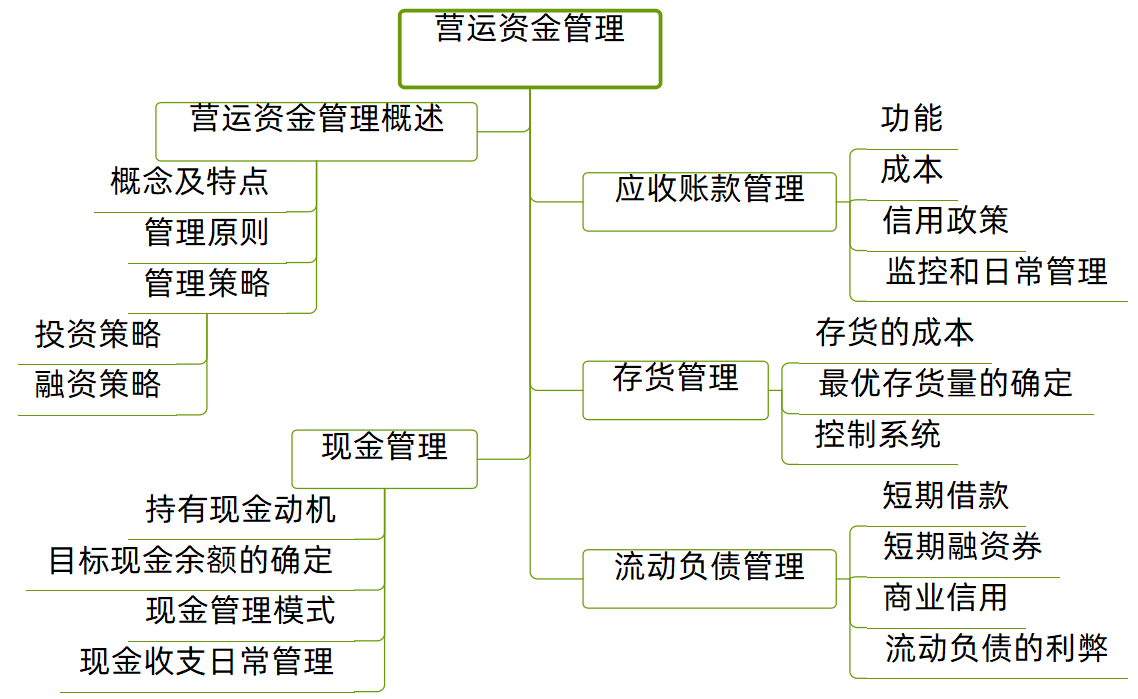 营运资金管理
营运资金管理概述
概念及特点
管理原则
管理策略
投资策略
融资策略
现金管理
持有现金动机
目标现金余额的确定
现金管理模式
现金收支日常管理
应收账款管理
功能
成本
信用政策
监控和日常管理
存货管理
存货的成本
最优存货量的确定
控制系统
流动负债管理
短期借款
短期融资券
商业信用
流动负债的利弊